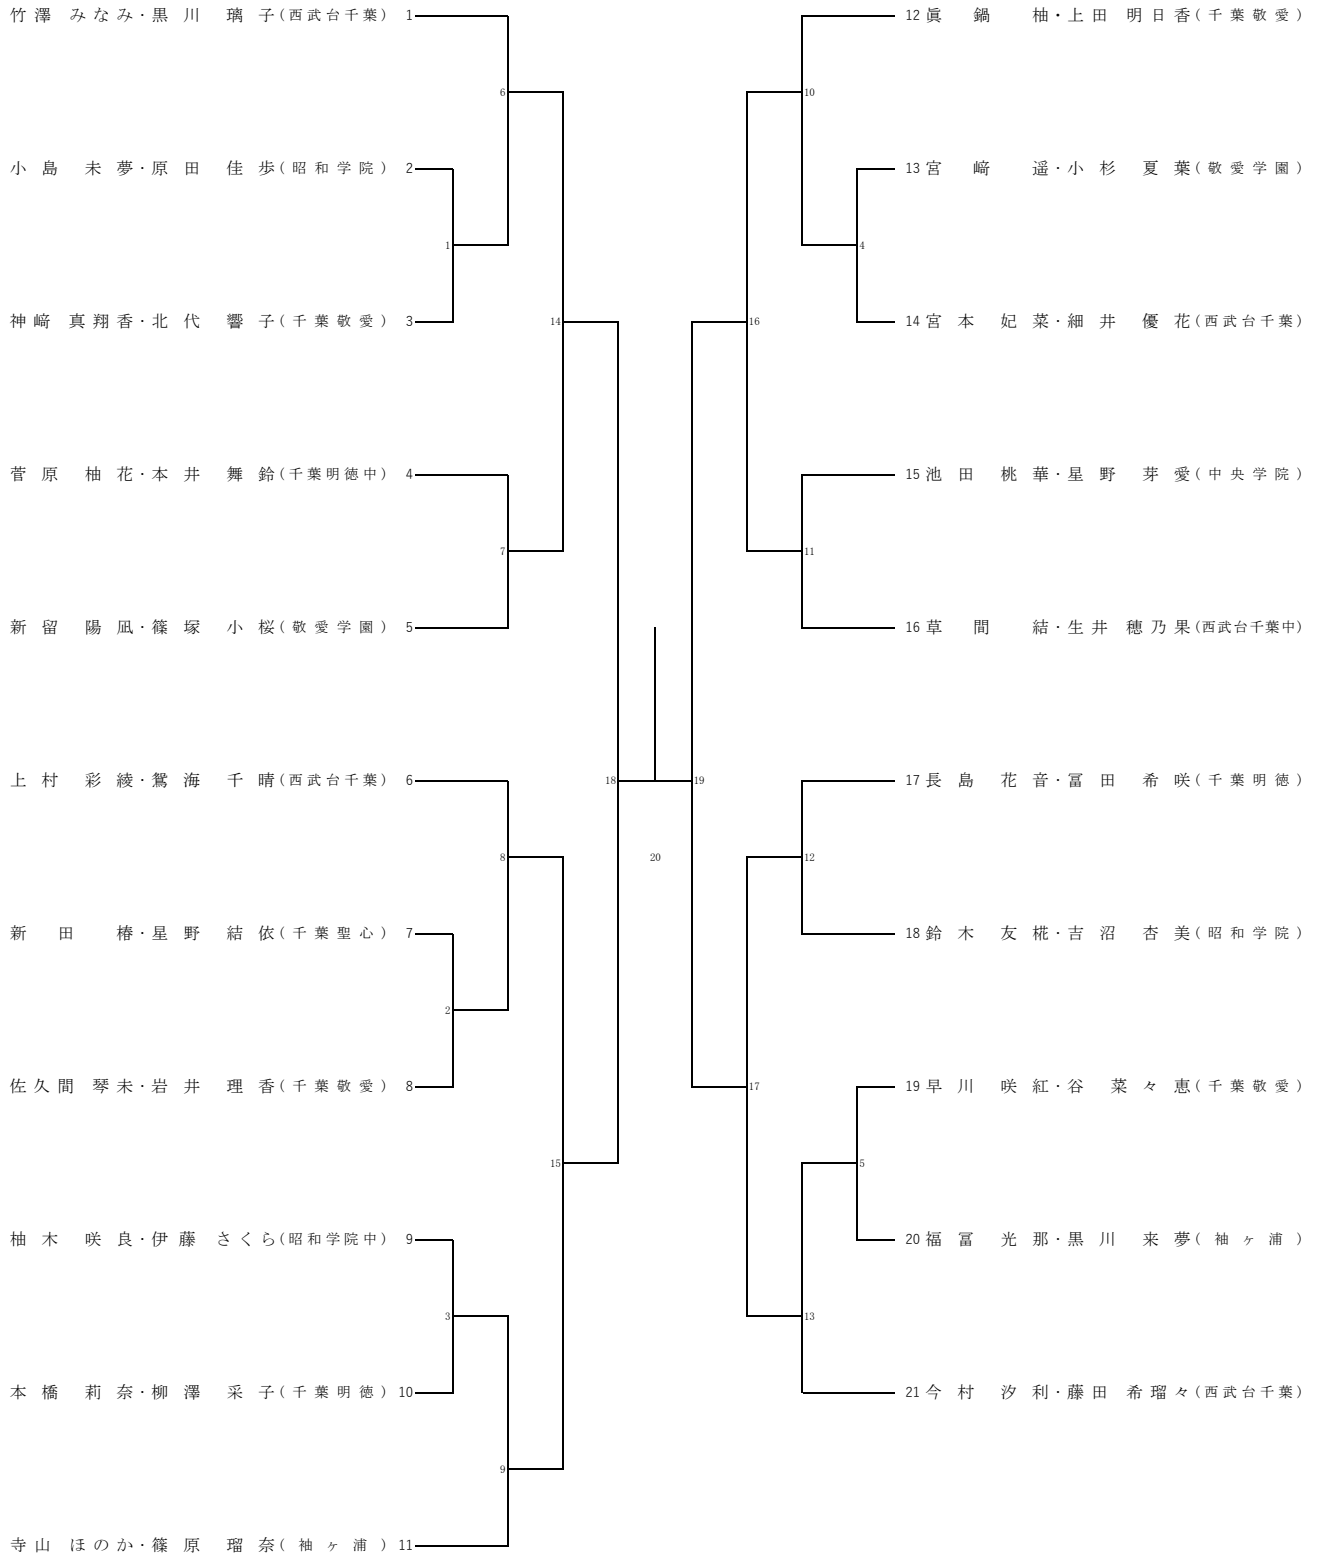 竹澤 みなみ・黒川 璃子(西武台千葉) 1
小島 未夢・原田 佳歩(昭和学院) 2
神﨑 真翔香・北代 響子(千葉敬愛) 3
菅原 柚花・本井 舞鈴(千葉明徳中) 4
新留 陽凪・篠塚 小桜(敬愛学園) 5
上村 彩綾・鴛海 千晴(西武台千葉) 6
新田 椿・星野 結依(千葉聖心) 7
佐久間 琴未・岩井 理香(千葉敬愛) 8
柚木 咲良・伊藤 さくら(昭和学院中) 9
本橋 莉奈・柳澤 采子(千葉明徳) 10
寺山 ほのか・篠原 瑠奈(袖ヶ浦) 11
6
1
14
7
18
8
2
15
3
9
20
10
4
16
11
19
12
17
5
13
12 眞鍋 柚・上田 明日香(千葉敬愛)
13 宮﨑 遥・小杉 夏葉(敬愛学園)
14 宮本 妃菜・細井 優花(西武台千葉)
15 池田 桃華・星野 芽愛(中央学院)
16 草間 結・生井 穂乃果(西武台千葉中)
17 長島 花音・冨田 希咲(千葉明徳)
18 鈴木 友椛・吉沼 杏美(昭和学院)
19 早川 咲紅・谷 菜々恵(千葉敬愛)
20 福冨 光那・黒川 来夢(袖ヶ浦)
21 今村 汐利・藤田 希瑠々(西武台千葉)